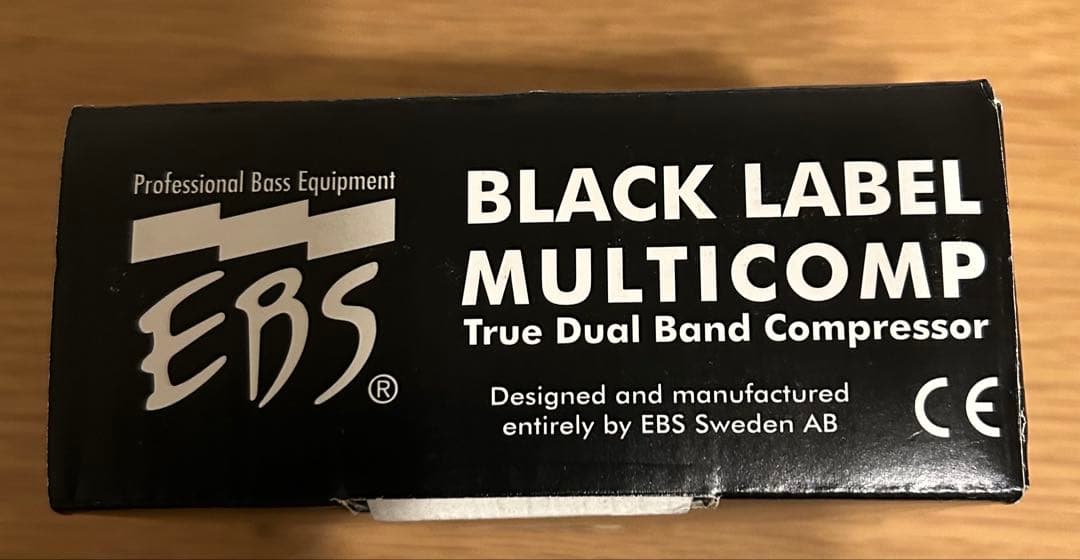 Professional Bass Equipment
EBS®
BLACK LABEL
MULTICOMP
True Dual Band Compressor
Designed and manufactured
entirely by EBS Sweden AB
CE